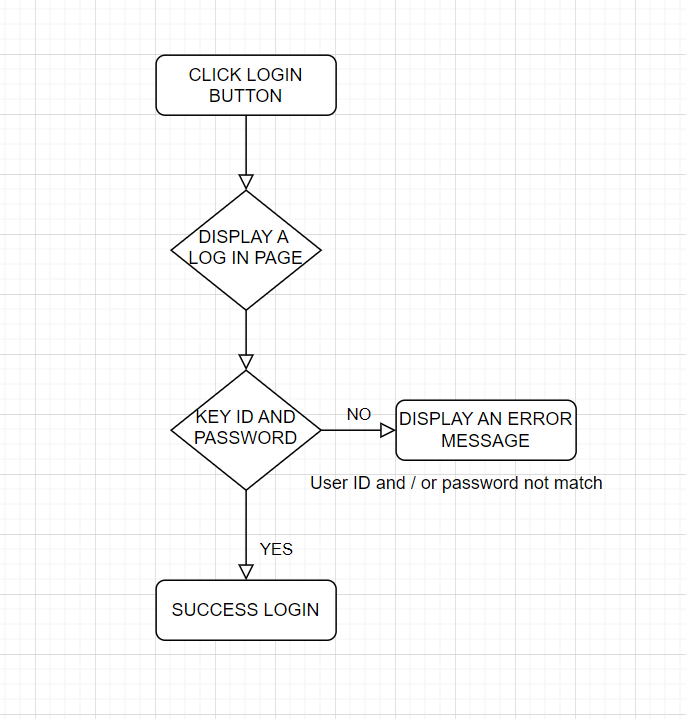 CLICK LOGIN
BUTTON
DISPLAY A
LOG IN PAGE
KEY ID AND
PASSWORD
NO
DISPLAY AN ERROR
MESSAGE
User ID and / or password not match
YES
SUCCESS LOGIN